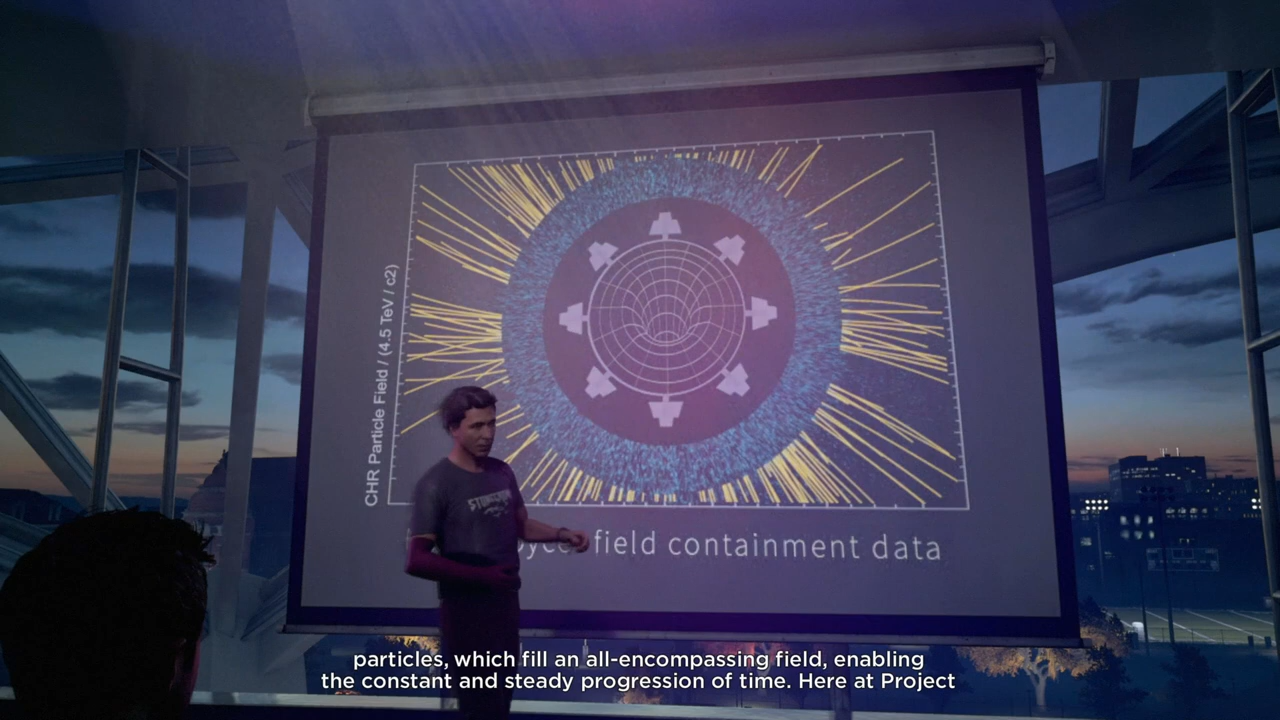 CHR Particle Field / (4.5 TeV / c2)
field containment data
particles, which fill an all-encompassing field, enabling
the constant and steady progression of time. Here at Project